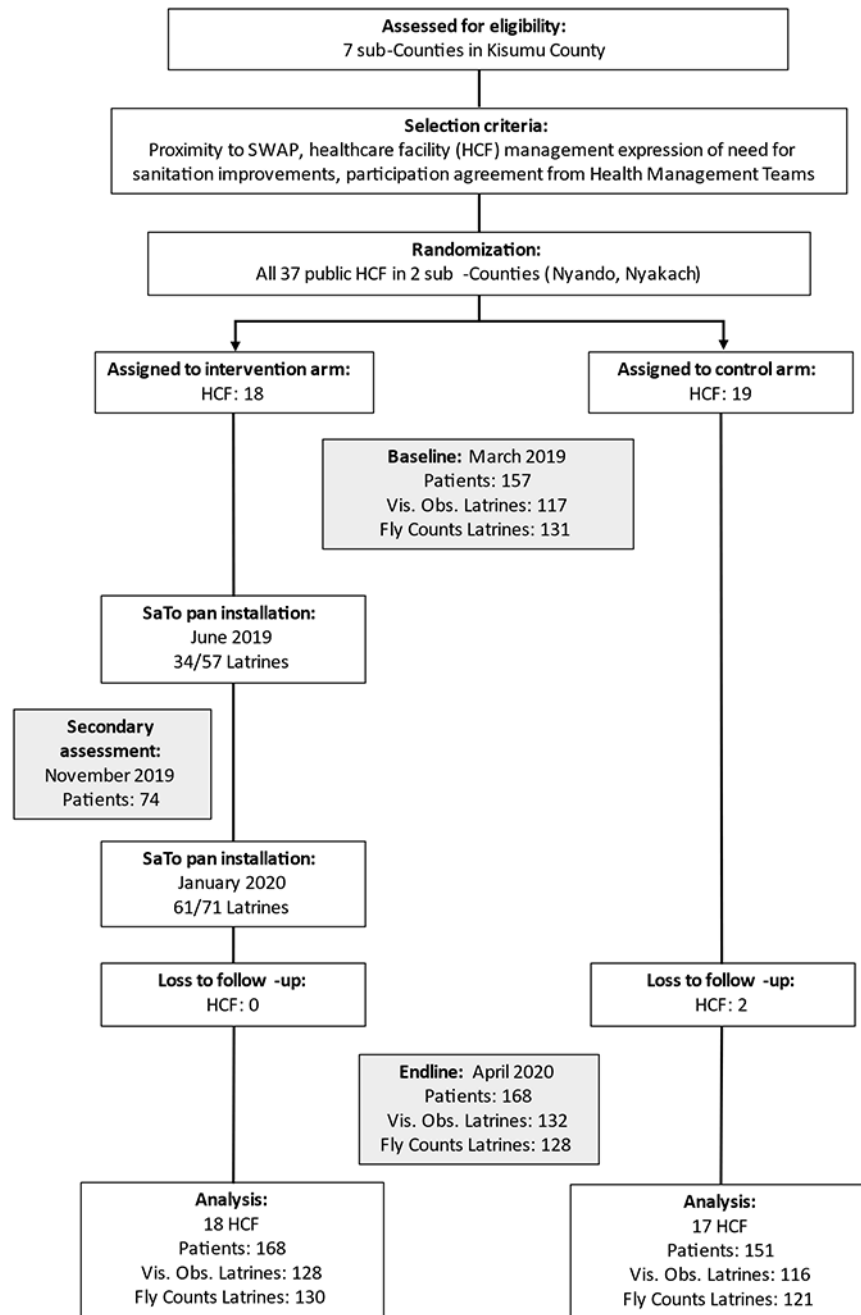 Assessed for eligibility:
7 sub-Counties in Kisumu County
Selection criteria:
Proximity to SWAP, healthcare facility (HCF) management expression of need for
sanitation improvements, participation agreement from Health Management Teams
Randomization:
All 37 public HCF in 2 sub -Counties (Nyando, Nyakach)
Assigned to intervention arm:
HCF: 18
Assigned to control arm:
HCF: 19
Baseline: March 2019
Patients: 157
Vis. Obs. Latrines: 117
Fly Counts Latrines: 131
SaTo pan installation:
June 2019
34/57 Latrines
Secondary
assessment:
November 2019
Patients: 74
SaTo pan installation:
January 2020
61/71 Latrines
Loss to follow -up:
HCF: 0
Loss to follow -up:
HCF: 2
Endline: April 2020
Patients: 168
Vis. Obs. Latrines: 132
Fly Counts Latrines: 128
Analysis:
18 HCF
Patients: 168
Vis. Obs. Latrines: 128
Fly Counts Latrines: 130
Analysis:
17 HCF
Patients: 151
Vis. Obs. Latrines: 116
Fly Counts Latrines: 121